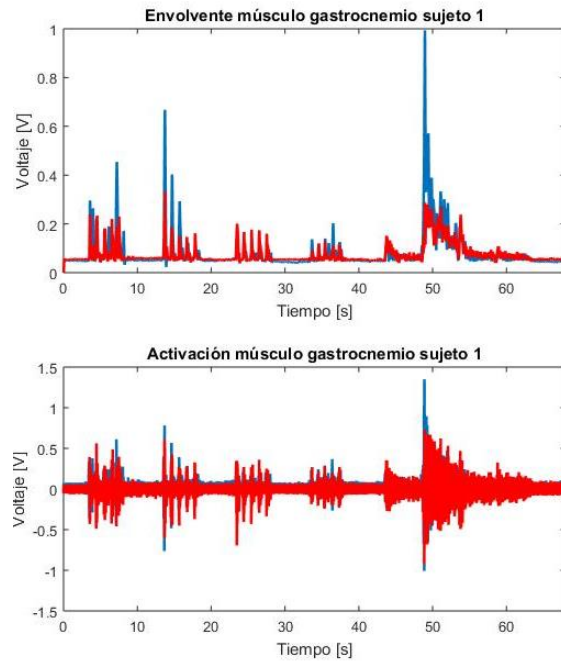 Envolvente músculo gastrocnemio sujeto 1
1
0.8
0.6
0.4
0.2
0
Voltaje [V]
0 10 20 30 40 50 60
Tiempo [s]
Activación músculo gastrocnemio sujeto 1
1.5
1
0.5
0
-0.5
-1
-1.5
Voltaje [V]
0 10 20 30 40 50 60
Tiempo [s]